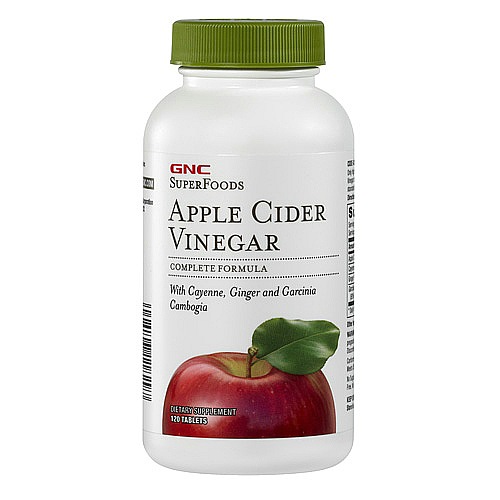 GNC
SUPERFOODS
APPLE CIDER
VINEGAR
COMPLETE FORMULA
With Cayenne, Ginger and Garcinia
Cambogia
DIETARY SUPPLEMENT
120 TABLETS